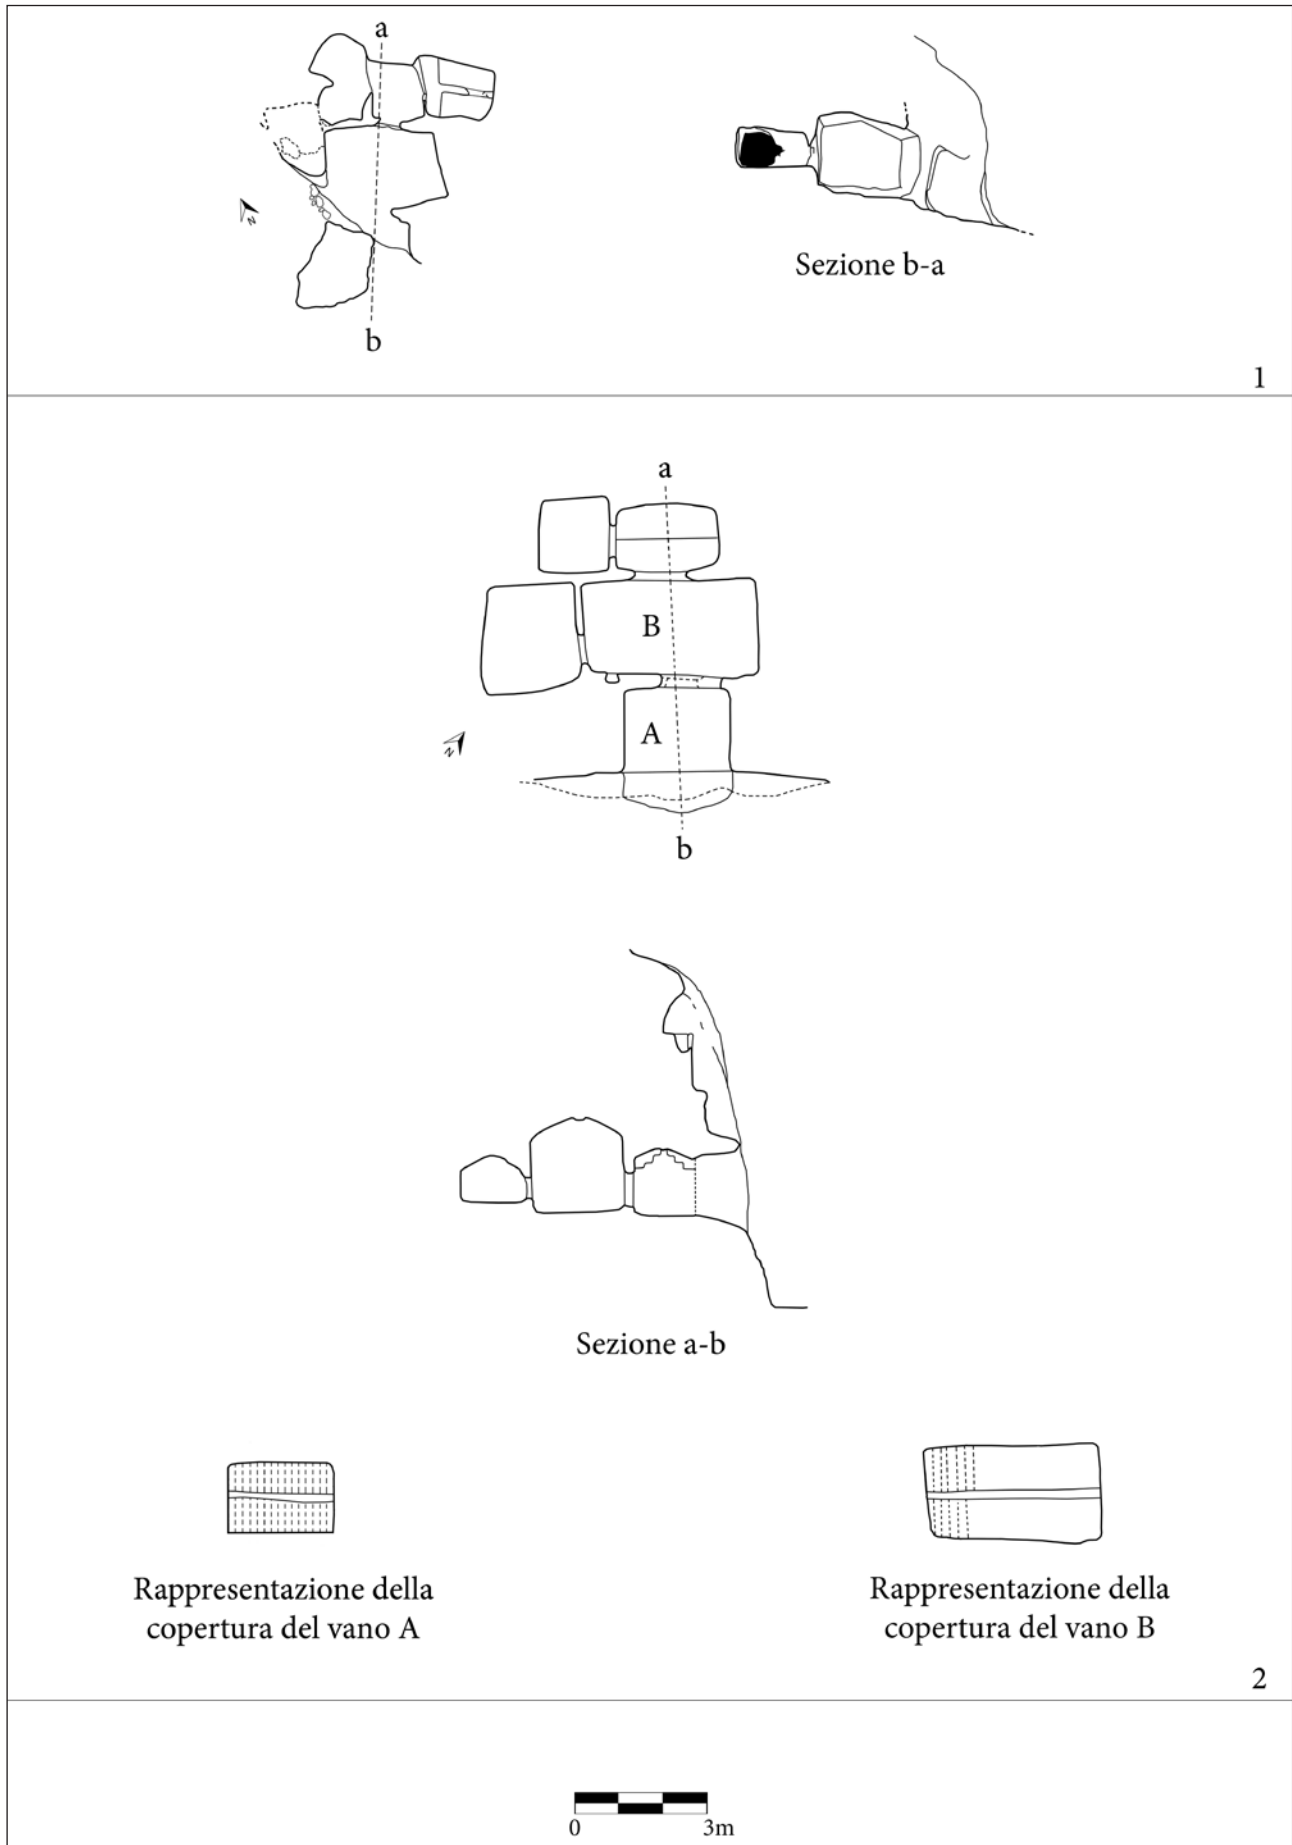 a
N
b
Sezione b-a
1
a
B
A
N
b
Sezione a-b
Rappresentazione della
copertura del vano A
Rappresentazione della
copertura del vano B
2
0 3m